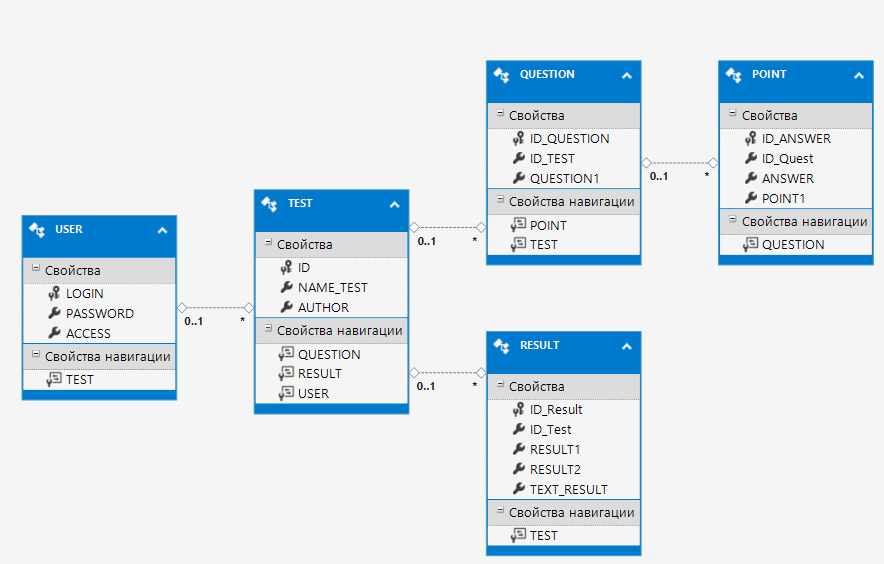 USER
Свойства
LOGIN
PASSWORD
ACCESS
Свойства навигации
TEST
0..1
*
TEST
Свойства
ID
NAME_TEST
AUTHOR
Свойства навигации
QUESTION
RESULT
USER
0..1
*
0..1
*
QUESTION
Свойства
ID_QUESTION
ID_TEST
QUESTION1
Свойства навигации
POINT
TEST
0..1
*
POINT
Свойства
ID_ANSWER
ID_Quest
ANSWER
POINT1
Свойства навигации
QUESTION
RESULT
Свойства
ID_Result
ID_Test
RESULT1
RESULT2
TEXT_RESULT
Свойства навигации
TEST